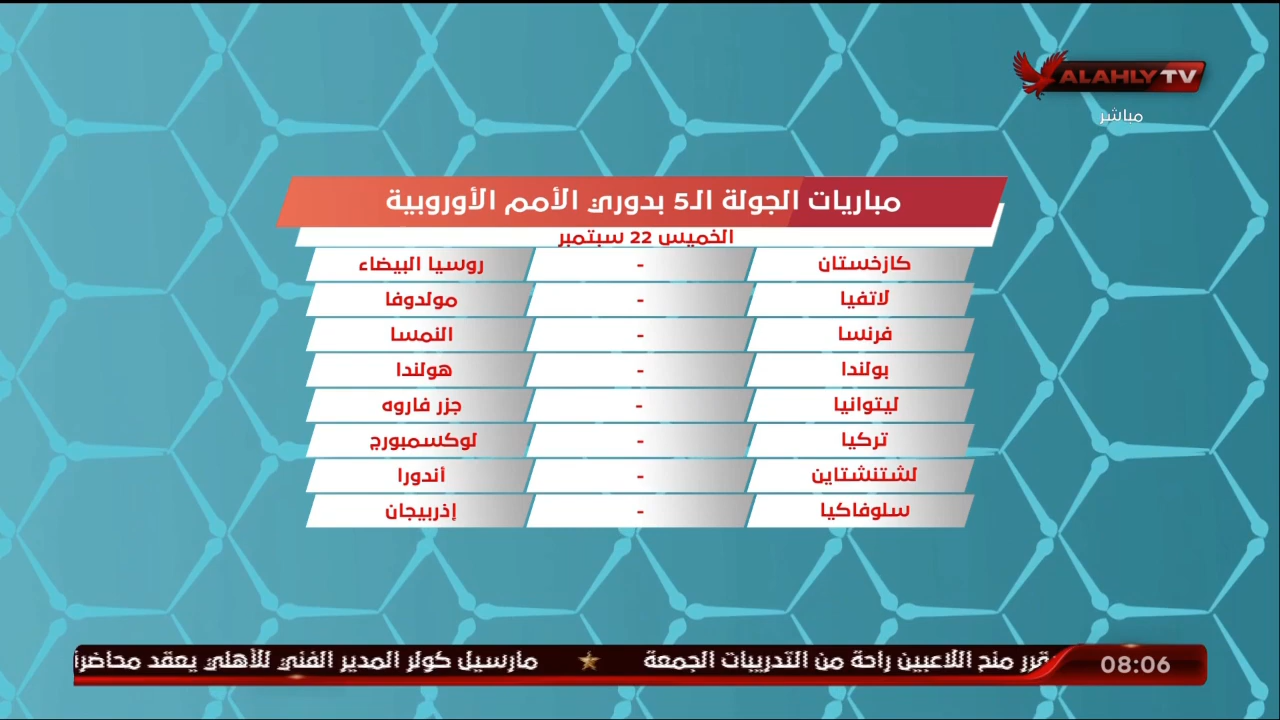 ALAHLY TV
مباشر
مباريات الجولة الـ5 بدوري الأمم الأوروبية
الخميس 22 سبتمبر
كازخستان - روسيا البيضاء
لاتفيا - مولدوفا
فرنسا - النمسا
بولندا - هولندا
ليتوانيا - جزر فاروه
تركيا - لوكسمبورج
لشتنشتاين - أندورا
سلوفاكيا - إذربيجان
08:06 منح اللاعبين راحة من التدريبات الجمعة ★ مارسيل كولر المدير الفني للأهلي يعقد